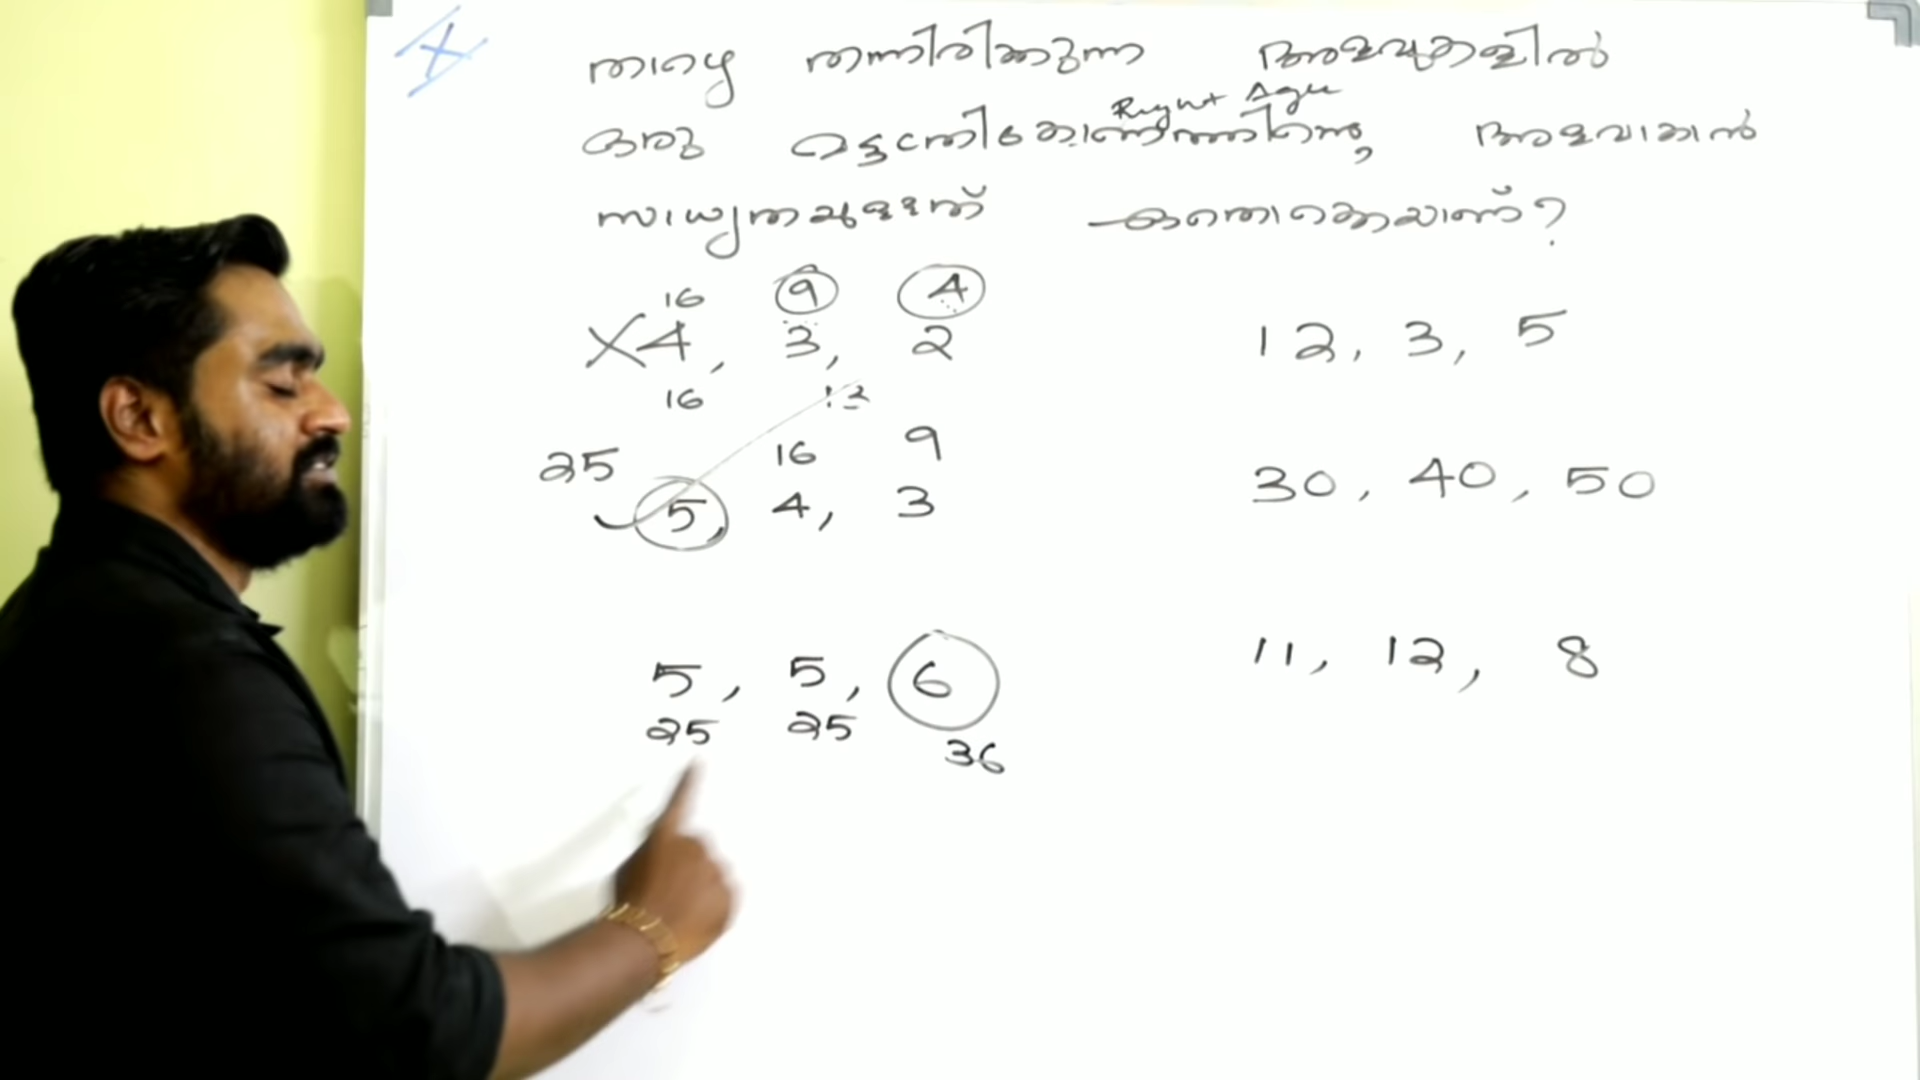 താഴെ തന്നിരിക്കുന്ന അളവുകളിൽ
Right Agle
ഒരു മട്ടത്രികോണത്തിന്റെ അളവാകാൻ
സാധ്യതയുള്ളത് ഏതൊക്കെയാണ്?
16 9 4
4, 3, 2 12, 3, 5
16 13
25 16 9
5, 4, 3 30, 40, 50
5, 5, 6 11, 12, 8
25 25 36